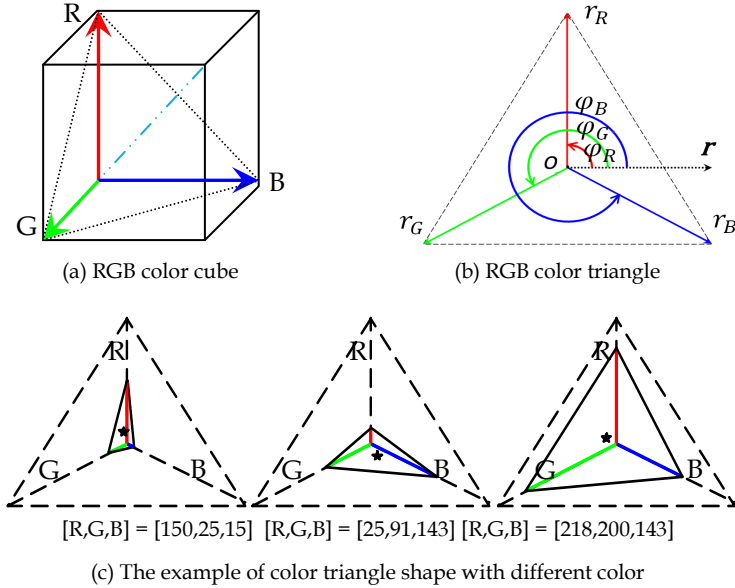 R
B
G
(a) RGB color cube
r_R
φ_B
φ_G
φ_R
o
r
r_G
r_B
(b) RGB color triangle
R
G
B
R
G
B
R
G
B
[R,G,B] = [150,25,15] [R,G,B] = [25,91,143] [R,G,B] = [218,200,143]
(c) The example of color triangle shape with different color